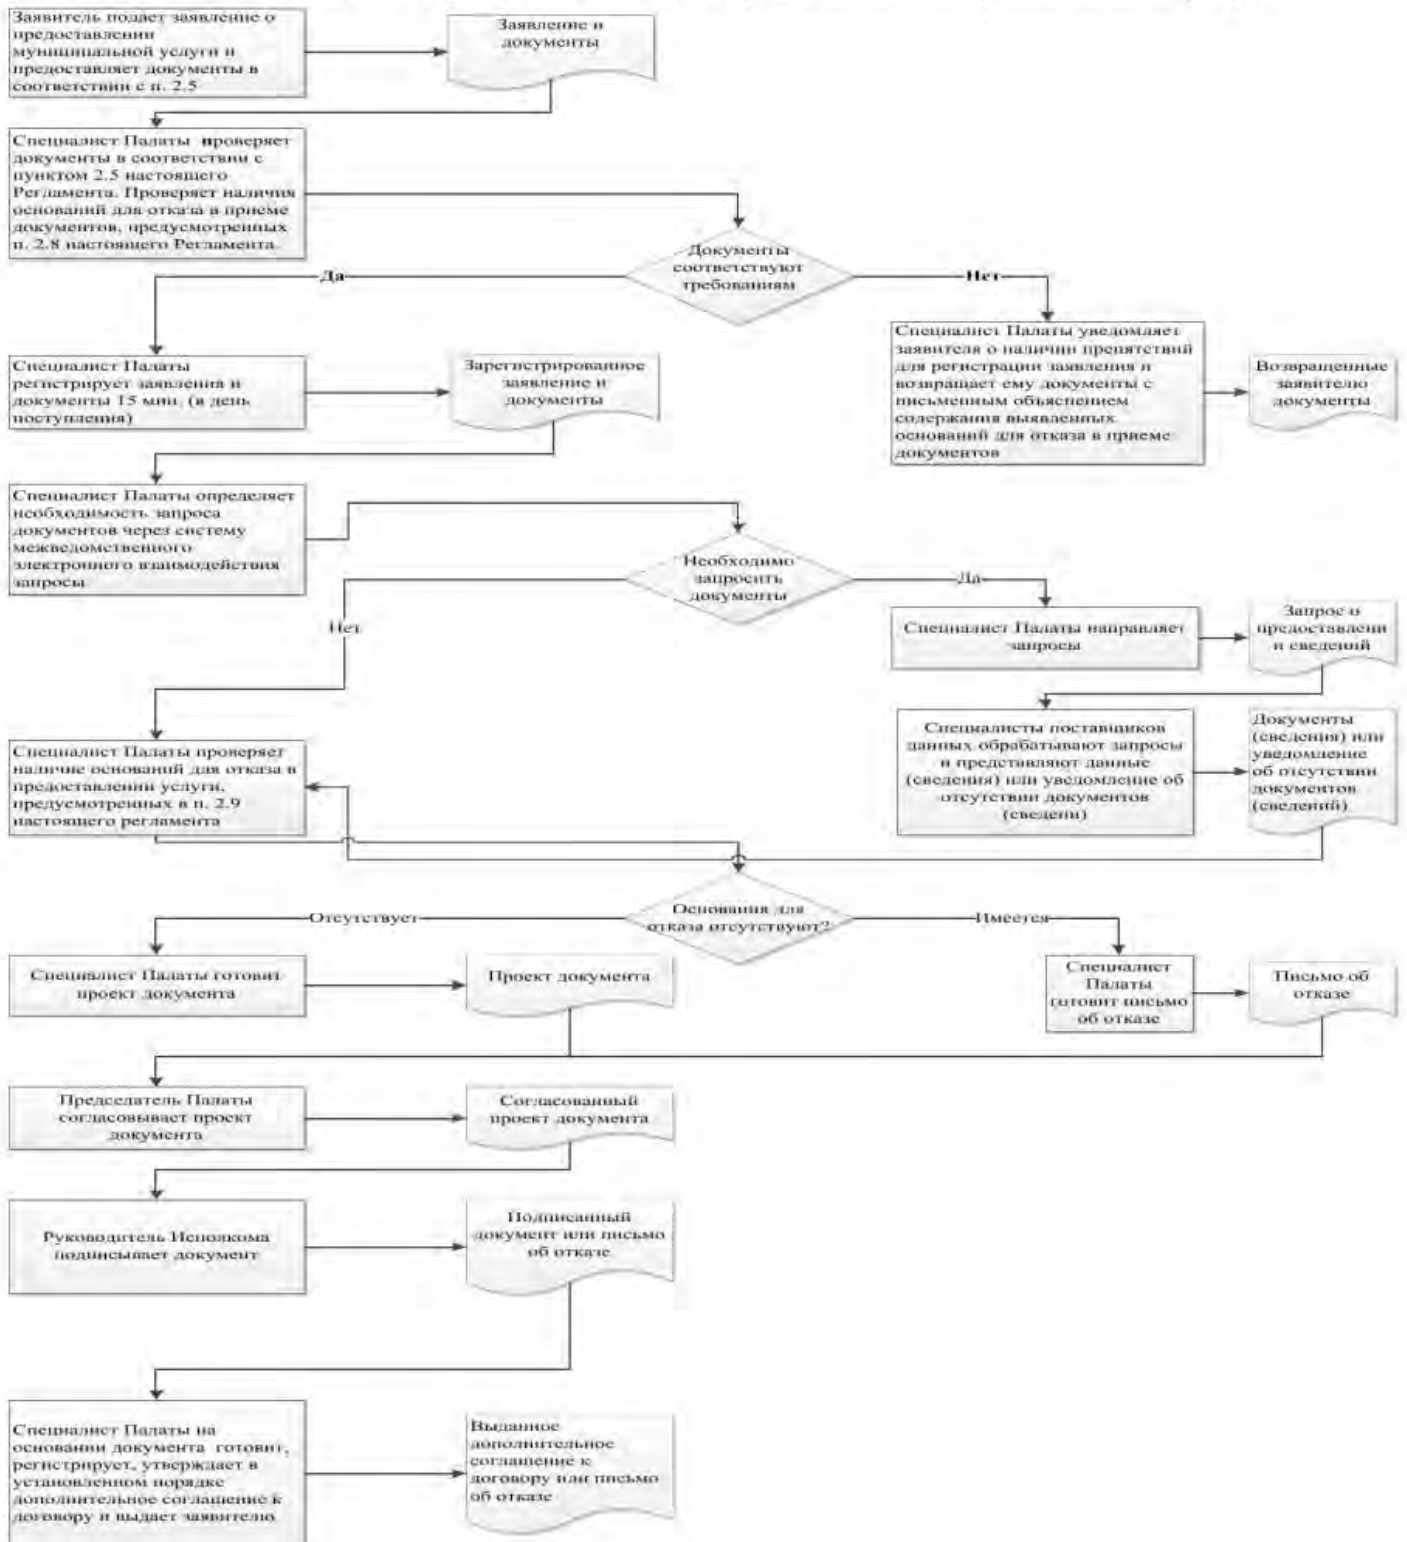 Заявитель подает заявление о
предоставлении
муниципальной услуги и
предоставляет документы в
соответствии с п. 2.5
Заявление и
документы
Специалист Палаты проверяет
документы в соответствии с
пунктом 2.5 настоящего
Регламента. Проверяет наличия
оснований для отказа в приеме
документов, предусмотренных
п. 2.8 настоящего Регламента.
Документы
соответствуют
требованиям
Да
Нет
Специалист Палаты
регистрирует заявления и
документы 15 мин. (в день
поступления)
Зарегистрированное
заявление и
документы
Специалист Палаты уведомляет
заявителя о наличии препятствий
для регистрации заявления и
возвращает ему документы с
письменным объяснением
содержания выявленных
оснований для отказа в приеме
документов
Возвращенные
заявителю
документы
Специалист Палаты определяет
необходимость запроса
документов через систему
межведомственного
электронного взаимодействия
запросы
Необходимо
запросить
документы
Да
Нет
Специалист Палаты направляет
запросы
Запрос о
предоставлени
и сведений
Специалист Палаты проверяет
наличие оснований для отказа в
предоставлении услуги,
предусмотренных в п. 2.9
настоящего регламента
Специалисты поставщиков
данных обрабатывают запросы
и представляют данные
(сведения) или уведомление об
отсутствии документов
(сведени)
Документы
(сведения) или
уведомление
об отсутствии
документов
(сведений)
Основания для
отказа отсутствуют?
Отсутствует
Имеется
Специалист Палаты готовит
проект документа
Проект документа
Специалист
Палаты
готовит письмо
об отказе
Письмо об
отказе
Председатель Палаты
согласовывает проект
документа
Согласованный
проект документа
Руководитель Исполкома
подписывает документ
Подписанный
документ или письмо
об отказе
Специалист Палаты на
основании документа готовит,
регистрирует, утверждает в
установленном порядке
дополнительное соглашение к
договору и выдает заявителю
Выданное
дополнительное
соглашение к
договору или письмо
об отказе